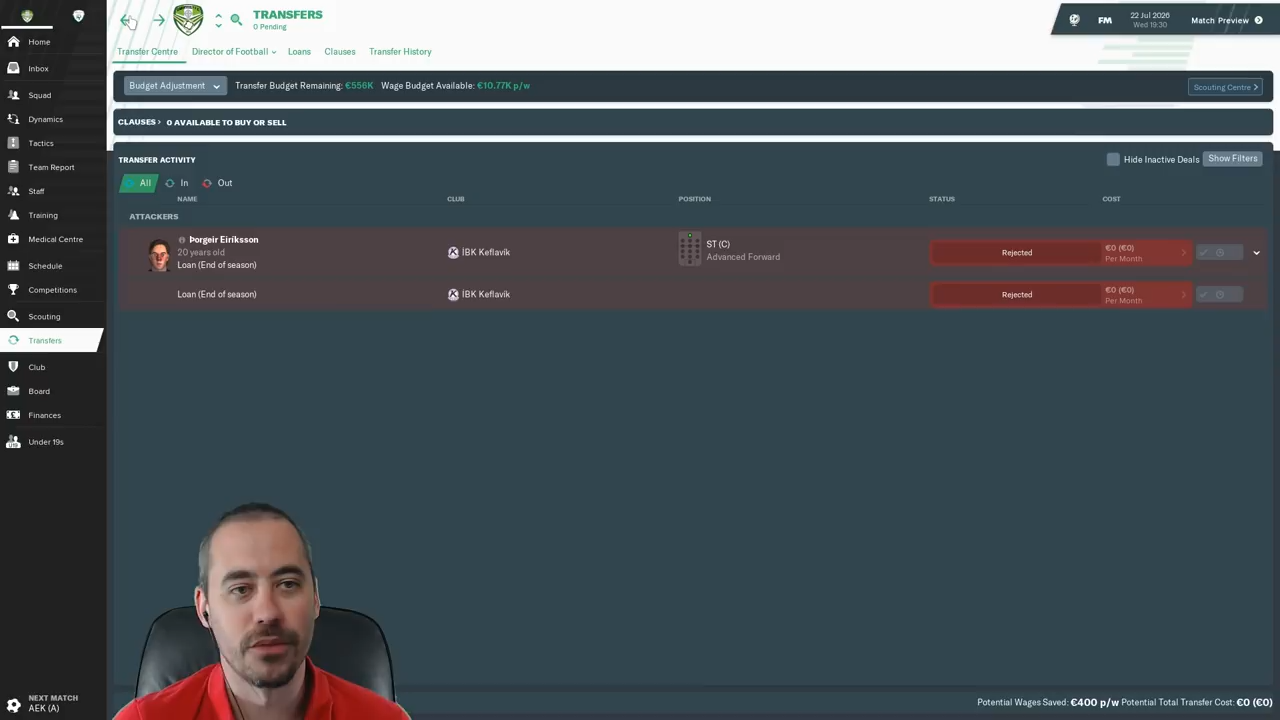 TRANSFERS
0 Pending
22 Jul 2026
Wed 19:30
FM
Match Preview
Home
Inbox
Squad
Dynamics
Tactics
Team Report
Staff
Training
Medical Centre
Schedule
Competitions
Scouting
Transfers
Club
Board
Finances
Under 19s
NEXT MATCH
AEK (A)
Transfer Centre
Director of Football
Loans
Clauses
Transfer History
Budget Adjustment
Transfer Budget Remaining: €556K
Wage Budget Available: €10.77K p/w
Scouting Centre >
CLAUSES > 0 AVAILABLE TO BUY OR SELL
TRANSFER ACTIVITY
Hide Inactive Deals
Show Filters
All
In
Out
NAME
CLUB
POSITION
STATUS
COST
ATTACKERS
Þorgeir Eiríksson
20 years old
Loan (End of season)
ÍBK Keflavík
ST (C)
Advanced Forward
Rejected
€0 (€0)
Per Month
Loan (End of season)
ÍBK Keflavík
Rejected
€0 (€0)
Per Month
Potential Wages Saved: €400 p/w Potential Total Transfer Cost: €0 (€0)